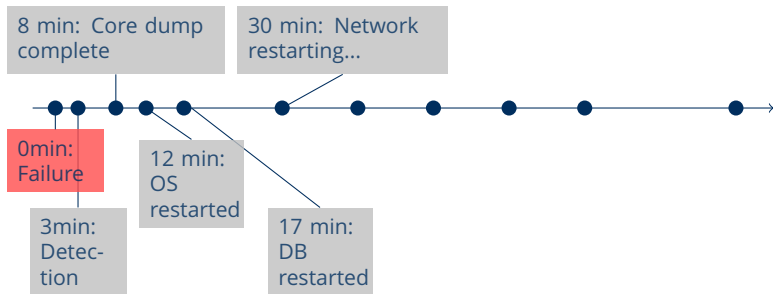 8 min: Core dump
complete
30 min: Network
restarting...
0min:
Failure
12 min:
OS
restarted
3min:
Detec-
tion
17 min:
DB
restarted